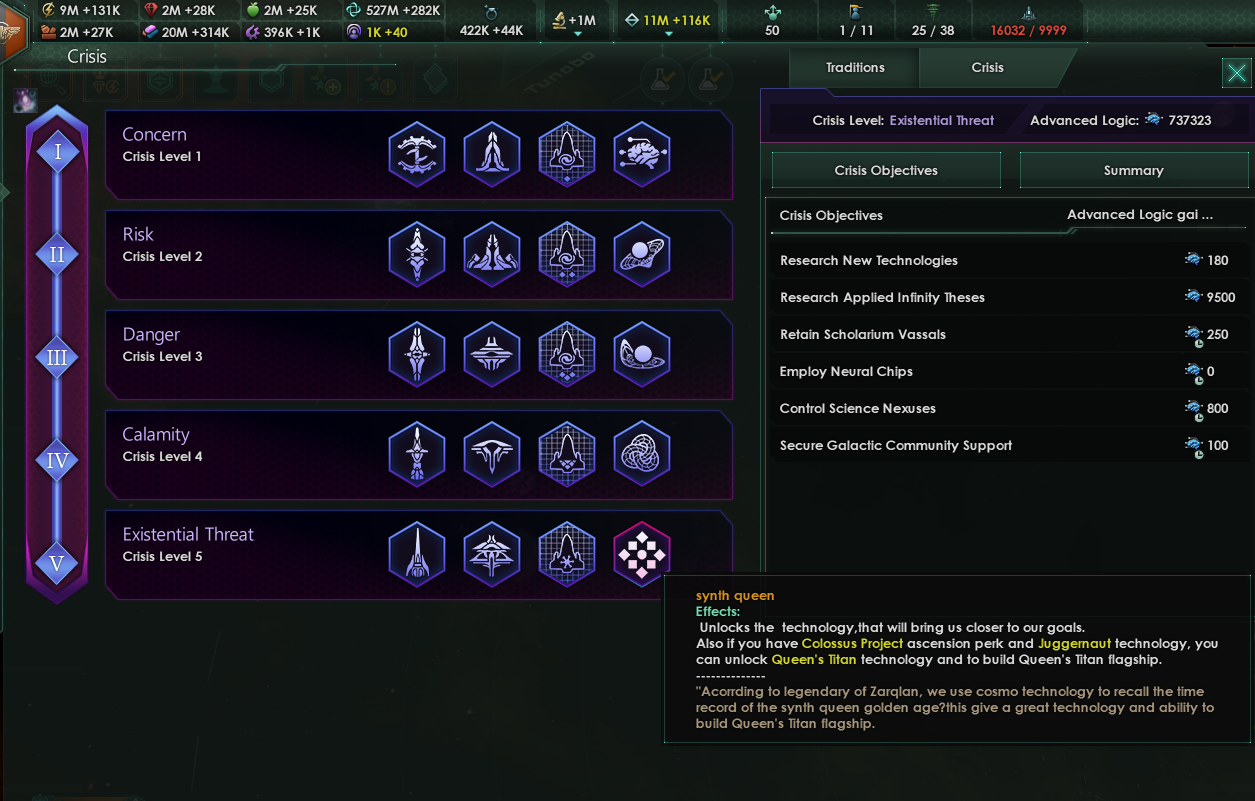 9M +131K 2M +28K 2M +25K 527M +282K
2M +27K 20M +314K 396K +1K 1K +40
422K +44K +1M 11M +116K 50 1 / 11 25 / 38 16032 / 9999
Crisis
Traditions Crisis
Crisis Level: Existential Threat Advanced Logic: 737323
Crisis Objectives Summary
Crisis Objectives Advanced Logic gai ...
Research New Technologies 180
Research Applied Infinity Theses 9500
Retain Scholarium Vassals 250
Employ Neural Chips 0
Control Science Nexuses 800
Secure Galactic Community Support 100
I
Concern
Crisis Level 1
II
Risk
Crisis Level 2
III
Danger
Crisis Level 3
IV
Calamity
Crisis Level 4
V
Existential Threat
Crisis Level 5
synth queen
Effects:
Unlocks the technology,that will bring us closer to our goals.
Also if you have Colossus Project ascension perk and Juggernaut technology, you
can unlock Queen's Titan technology and to build Queen's Titan flagship.
--------------
"Acorrding to legendary of Zarqlan, we use cosmo technology to recall the time
record of the synth queen golden age?this give a great technology and ability to
build Queen's Titan flagship.